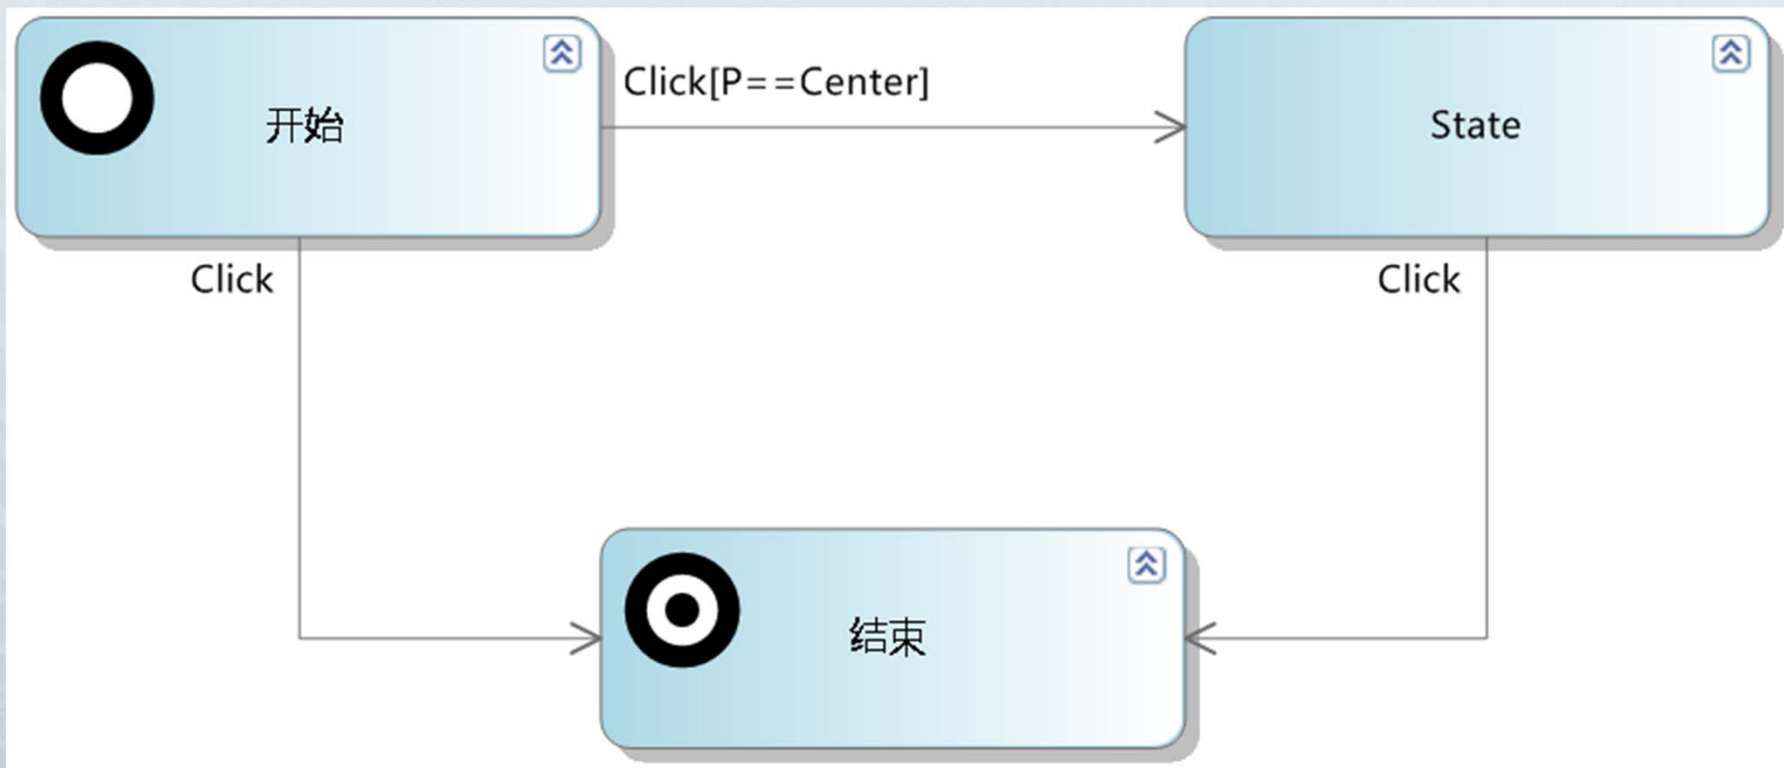 开始
Click[P==Center]
State
Click
Click
结束